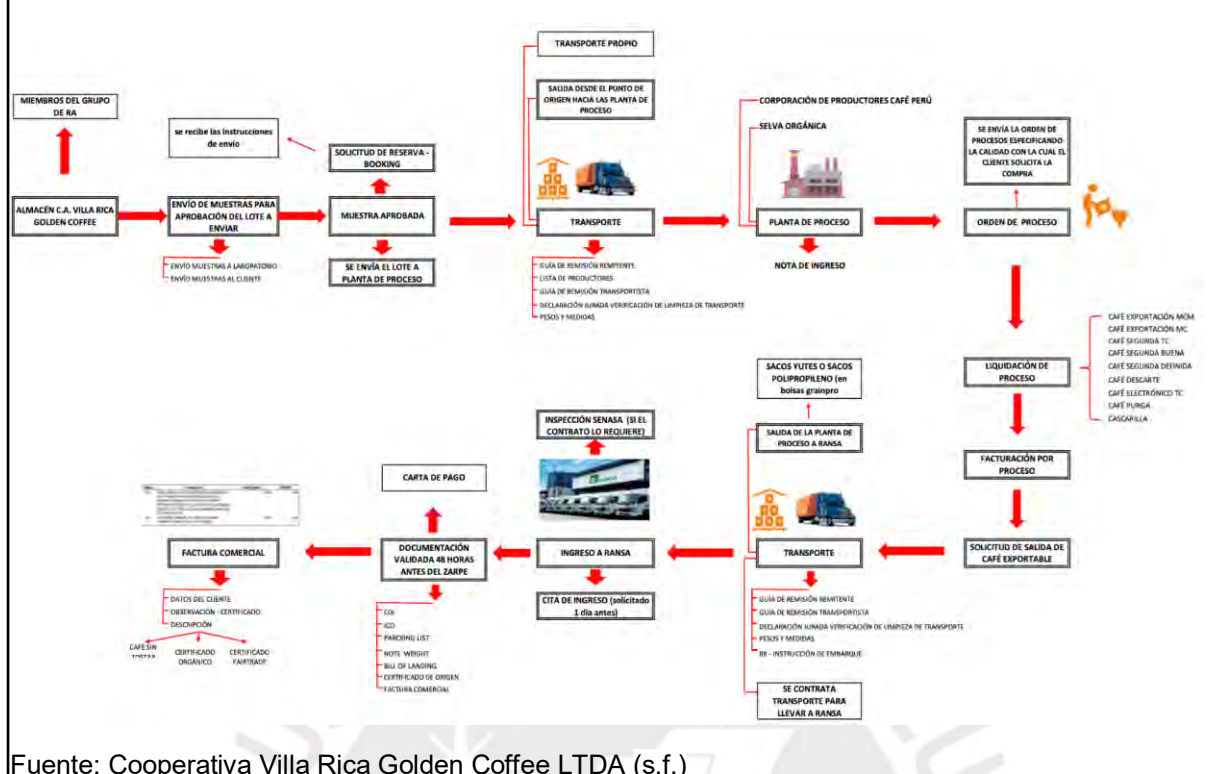 TRANSPORTE PROPIO
SALIDA DESDE EL PUNTO DE
ORIGEN HACIA LAS PLANTA DE
PROCESO
MIEMBROS DEL GRUPO
DE RA
se recibe las instrucciones
de envío
SOLICITUD DE RESERVA -
BOOKING
ALMACÉN C.A. VILLA RICA
GOLDEN COFFEE
ENVÍO DE MUESTRAS PARA
APROBACIÓN DEL LOTE A
ENVIAR
ENVÍO MUESTRAS A LABORATORIO
ENVÍO MUESTRAS AL CLIENTE
MUESTRA APROBADA
SE ENVÍA EL LOTE A
PLANTA DE PROCESO
TRANSPORTE
GUÍA DE REMISIÓN REMITENTE
LISTA DE PRODUCTORES
GUÍA DE REMISIÓN TRANSPORTISTA
DECLARACIÓN JURADA VERIFICACIÓN DE LIMPIEZA DE TRANSPORTE
PESOS Y MEDIDAS
CORPORACIÓN DE PRODUCTORES CAFÉ PERÚ
SELVA ORGÁNICA
PLANTA DE PROCESO
NOTA DE INGRESO
SE ENVÍA LA ORDEN DE
PROCESOS ESPECIFICANDO
LA CALIDAD CON LA CUAL EL
CLIENTE SOLICITA LA
COMPRA
ORDEN DE PROCESO
LIQUIDACIÓN DE
PROCESO
CAFÉ EXPORTACIÓN MCM
CAFÉ EXPORTACIÓN MC
CAFÉ SEGUNDA TC
CAFÉ SEGUNDA BUENA
CAFÉ SEGUNDA DEFINIDA
CAFÉ DESCARTE
CAFÉ ELECTRÓNICO TC
CAFÉ PURGA
CASCARILLA
FACTURACIÓN POR
PROCESO
SOLICITUD DE SALIDA DE
CAFÉ EXPORTABLE
SACOS YUTES O SACOS
POLIPROPILENO (en
bolsas grainpro
SALIDA DE LA PLANTA DE
PROCESO A RANSA
TRANSPORTE
GUÍA DE REMISIÓN REMITENTE
GUÍA DE REMISIÓN TRANSPORTISTA
DECLARACIÓN JURADA VERIFICACIÓN DE LIMPIEZA DE TRANSPORTE
PESOS Y MEDIDAS
- INSTRUCCIÓN DE EMBARQUE
SE CONTRATA
TRANSPORTE PARA
LLEVAR A RANSA
INSPECCIÓN SENASA (SI EL
CONTRATO LO REQUIERE)
INGRESO A RANSA
CITA DE INGRESO (solicitado
1 día antes)
CARTA DE PAGO
DOCUMENTACIÓN
VALIDADA 48 HORAS
ANTES DEL ZARPE
COI
ICO
PARCKING LIST
NOTE WEIGHT
BILL OF LANDING
CERTIFICADO DE ORIGEN
FACTURA COMERCIAL
FACTURA COMERCIAL
DATOS DEL CLIENTE
OBSERVACIÓN - CERTIFICADO
DESCRIPCIÓN
CAFÉ SIN
CERTIFICADO
ORGÁNICO
CERTIFICADO
FAIRTRADE
Fuente: Cooperativa Villa Rica Golden Coffee LTDA (s.f.)